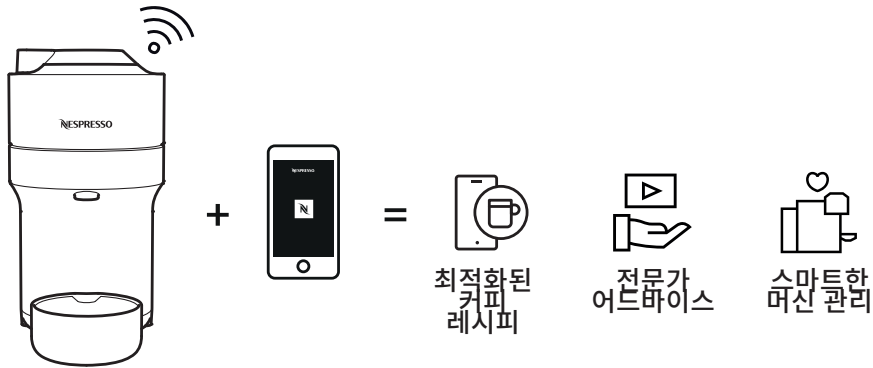 NESPRESSO
NESPRESSO
N
+
=
최적화된
커피
레시피
전문가
어드바이스
스마트한
머신 관리